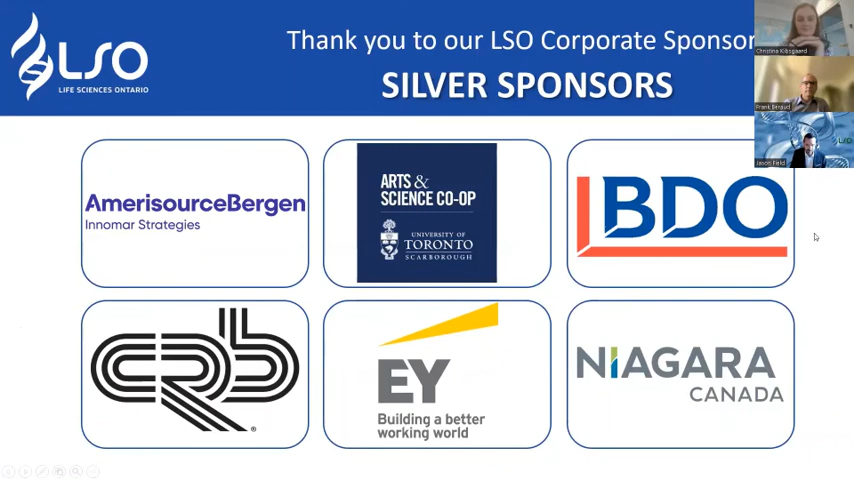 LSO
LIFE SCIENCES ONTARIO
Thank you to our LSO Corporate Sponsor
SILVER SPONSORS
Christina Kibsgaard
Frank Béraud
Jason Field
LSO
AmerisourceBergen
Innomar Strategies
ARTS &
SCIENCE CO-OP
UNIVERSITY OF
TORONTO
SCARBOROUGH
BDO
CRB
EY
Building a better
working world
NIAGARA
CANADA